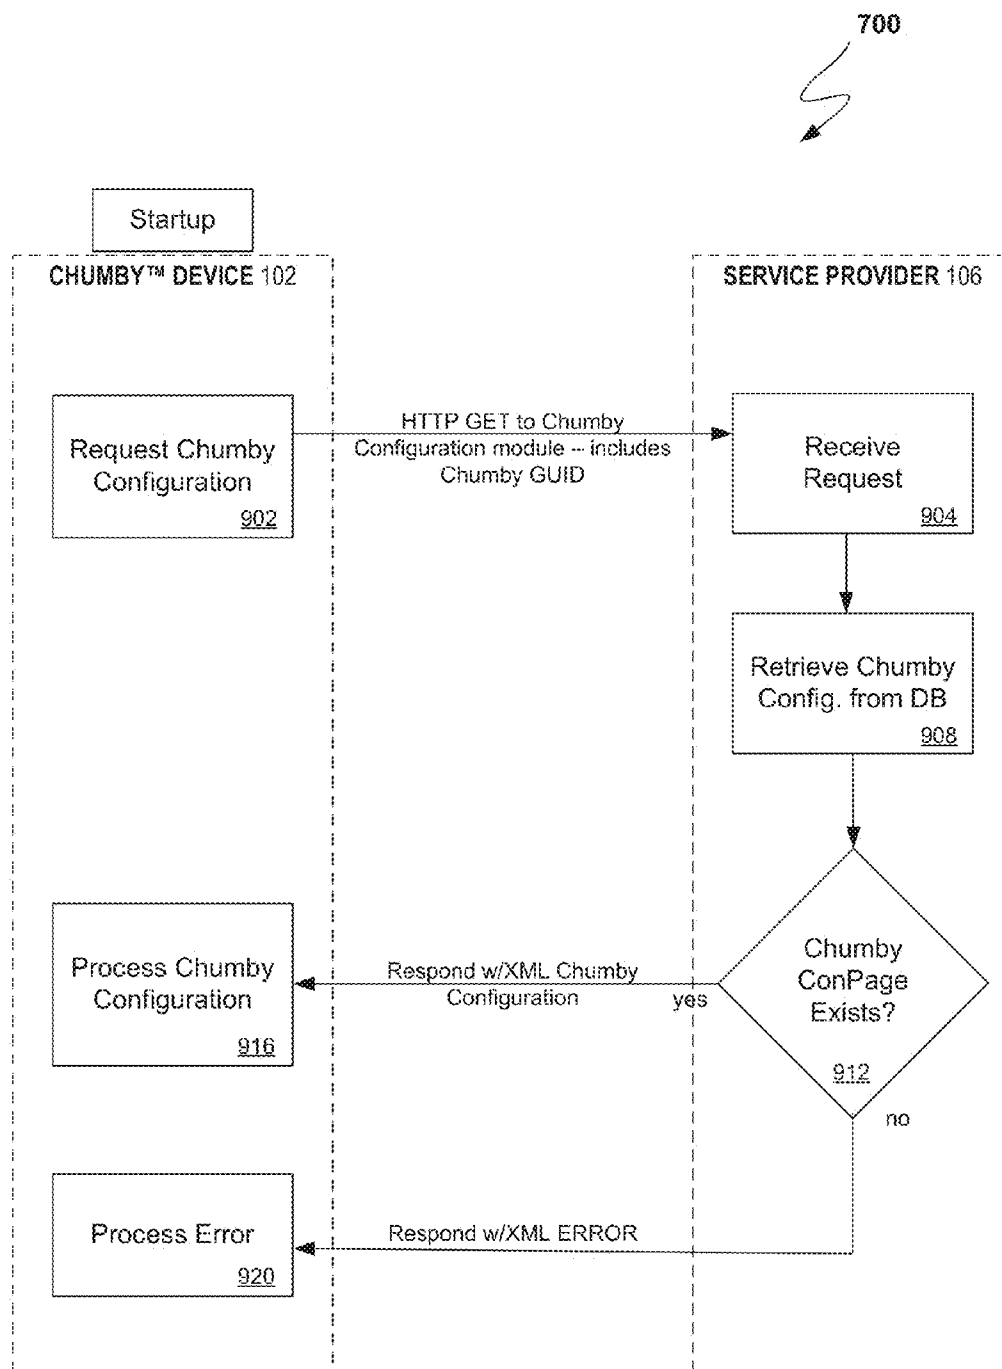 700
Startup
CHUMBY™ DEVICE 102
SERVICE PROVIDER 106
Request Chumby
Configuration
902
HTTP GET to Chumby
Configuration module -- includes
Chumby GUID
Receive
Request
904
Retrieve Chumby
Config. from DB
908
Chumby
ConPage
Exists?
912
yes
no
Respond w/XML Chumby
Configuration
Process Chumby
Configuration
916
Respond w/XML ERROR
Process Error
920